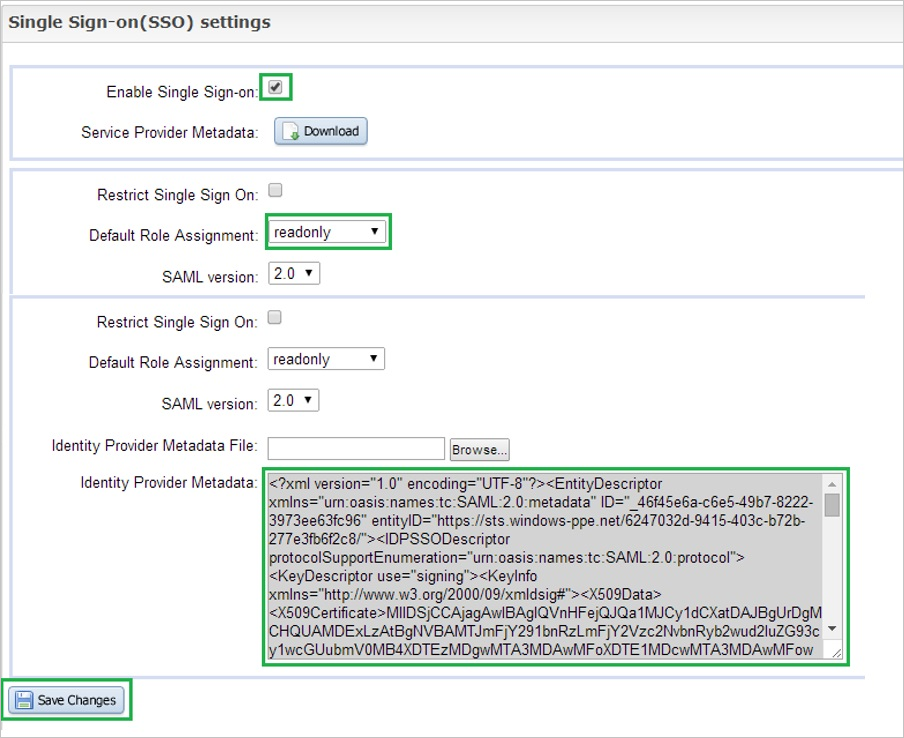 Single Sign-on(SSO) settings
Enable Single Sign-on:
Service Provider Metadata: Download
Restrict Single Sign On:
Default Role Assignment: readonly
SAML version: 2.0
Restrict Single Sign On:
Default Role Assignment: readonly
SAML version: 2.0
Identity Provider Metadata File: Browse...
Identity Provider Metadata: <?xml version="1.0" encoding="UTF-8"?><EntityDescriptor
xmlns="urn:oasis:names:tc:SAML:2.0:metadata" ID="_46f45e6a-c6e5-49b7-8222-
3973ee63fc96" entityID="https://sts.windows-ppe.net/6247032d-9415-403c-b72b-
277e3fb6f2c8/"><IDPSSODescriptor
protocolSupportEnumeration="urn:oasis:names:tc:SAML:2.0:protocol">
<KeyDescriptor use="signing"><KeyInfo
xmlns="http://www.w3.org/2000/09/xmldsig#"><X509Data>
<X509Certificate>MIIDSjCCAjagAwIBAgIQVnHFejQJQa1MJCy1dCXatDAJBgUrDgM
CHQUAMDExLzAtBgNVBAMTJmFjY291bnRzLmFjY2Vzc2NvbnRyb2wud2luZG93c
y1wcGUubmV0MB4XDTEzMDgwMTA3MDAwMFoXDTE1MDcwMTA3MDAwMFow
Save Changes